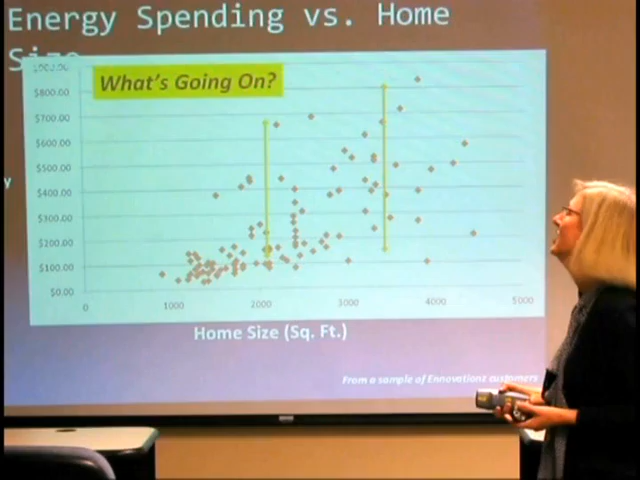 Energy Spending vs. Home
Size
What's Going On?
$800.00
$700.00
$600.00
$500.00
$400.00
$300.00
$200.00
$100.00
$0.00
0 1000 2000 3000 4000 5000
Home Size (Sq. Ft.)
From a sample of Ennovationz customers